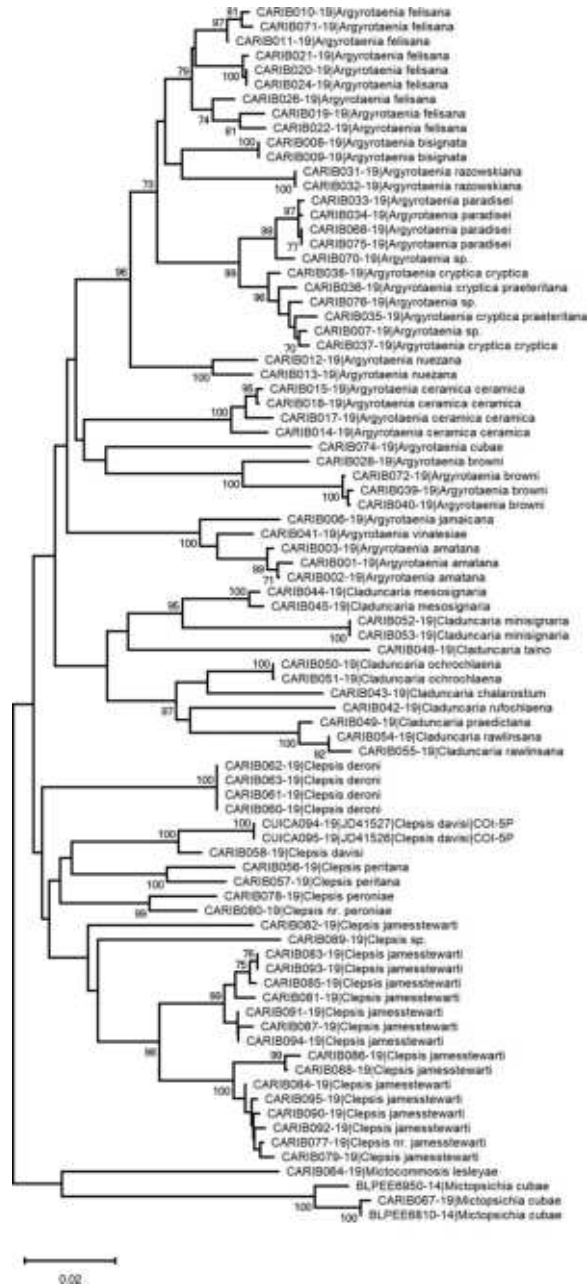 81
CARIB010-19|Argyrotaenia felisana
97
CARIB071-19|Argyrotaenia felisana
CARIB011-19|Argyrotaenia felisana
CARIB021-19|Argyrotaenia felisana
79
CARIB020-19|Argyrotaenia felisana
100
CARIB024-19|Argyrotaenia felisana
CARIB026-19|Argyrotaenia felisana
74
CARIB019-19|Argyrotaenia felisana
81
CARIB022-19|Argyrotaenia felisana
100
CARIB008-19|Argyrotaenia bisignata
CARIB009-19|Argyrotaenia bisignata
73
CARIB031-19|Argyrotaenia razowskiana
100
CARIB032-19|Argyrotaenia razowskiana
CARIB033-19|Argyrotaenia paradisei
97
CARIB034-19|Argyrotaenia paradisei
CARIB068-19|Argyrotaenia paradisei
77
CARIB075-19|Argyrotaenia paradisei
CARIB070-19|Argyrotaenia sp.
99
CARIB038-19|Argyrotaenia cryptica cryptica
CARIB036-19|Argyrotaenia cryptica praeteritana
96
CARIB076-19|Argyrotaenia sp.
CARIB035-19|Argyrotaenia cryptica praeteritana
CARIB007-19|Argyrotaenia sp.
70
CARIB037-19|Argyrotaenia cryptica cryptica
96
CARIB012-19|Argyrotaenia nuezana
100
CARIB013-19|Argyrotaenia nuezana
CARIB015-19|Argyrotaenia ceramica ceramica
CARIB018-19|Argyrotaenia ceramica ceramica
100
CARIB017-19|Argyrotaenia ceramica ceramica
CARIB014-19|Argyrotaenia ceramica ceramica
CARIB074-19|Argyrotaenia cubae
CARIB028-19|Argyrotaenia browni
100
CARIB072-19|Argyrotaenia browni
CARIB039-19|Argyrotaenia browni
100
CARIB040-19|Argyrotaenia browni
CARIB006-19|Argyrotaenia jamaicana
100
CARIB041-19|Argyrotaenia vinalesiae
CARIB003-19|Argyrotaenia amatana
CARIB001-19|Argyrotaenia amatana
71
CARIB002-19|Argyrotaenia amatana
100
CARIB044-19|Claduncaria mesosignaria
95
CARIB045-19|Claduncaria mesosignaria
CARIB052-19|Claduncaria minisignaria
100
CARIB053-19|Claduncaria minisignaria
CARIB048-19|Claduncaria taino
100
CARIB050-19|Claduncaria ochrochlaena
CARIB051-19|Claduncaria ochrochlaena
CARIB043-19|Claduncaria chalarostium
97
CARIB042-19|Claduncaria rufochlaena
CARIB049-19|Claduncaria praedictana
100
CARIB054-19|Claduncaria rawlinsana
92
CARIB055-19|Claduncaria rawlinsana
CARIB062-19|Clepsis deroni
100
CARIB063-19|Clepsis deroni
CARIB061-19|Clepsis deroni
CARIB060-19|Clepsis deroni
100
CUICA094-19|JD41527|Clepsis davisi|COI-5P
100
CUICA095-19|JD41526|Clepsis davisi|COI-5P
CARIB058-19|Clepsis davisi
CARIB056-19|Clepsis peritana
100
CARIB057-19|Clepsis peritana
CARIB078-19|Clepsis peroniae
99
CARIB080-19|Clepsis nr. peroniae
CARIB082-19|Clepsis jamesstewarti
CARIB089-19|Clepsis sp.
76
CARIB083-19|Clepsis jamesstewarti
75
CARIB093-19|Clepsis jamesstewarti
CARIB085-19|Clepsis jamesstewarti
99
CARIB081-19|Clepsis jamesstewarti
CARIB091-19|Clepsis jamesstewarti
CARIB087-19|Clepsis jamesstewarti
CARIB094-19|Clepsis jamesstewarti
98
CARIB086-19|Clepsis jamesstewarti
99
CARIB088-19|Clepsis jamesstewarti
100
CARIB084-19|Clepsis jamesstewarti
CARIB095-19|Clepsis jamesstewarti
CARIB090-19|Clepsis jamesstewarti
CARIB092-19|Clepsis jamesstewarti
CARIB077-19|Clepsis nr. jamesstewarti
CARIB079-19|Clepsis jamesstewarti
CARIB064-19|Mictocommosis lesleyae
BLPEE6950-14|Mictopsichia cubae
100
CARIB067-19|Mictopsichia cubae
100
BLPEE6810-14|Mictopsichia cubae
0.02